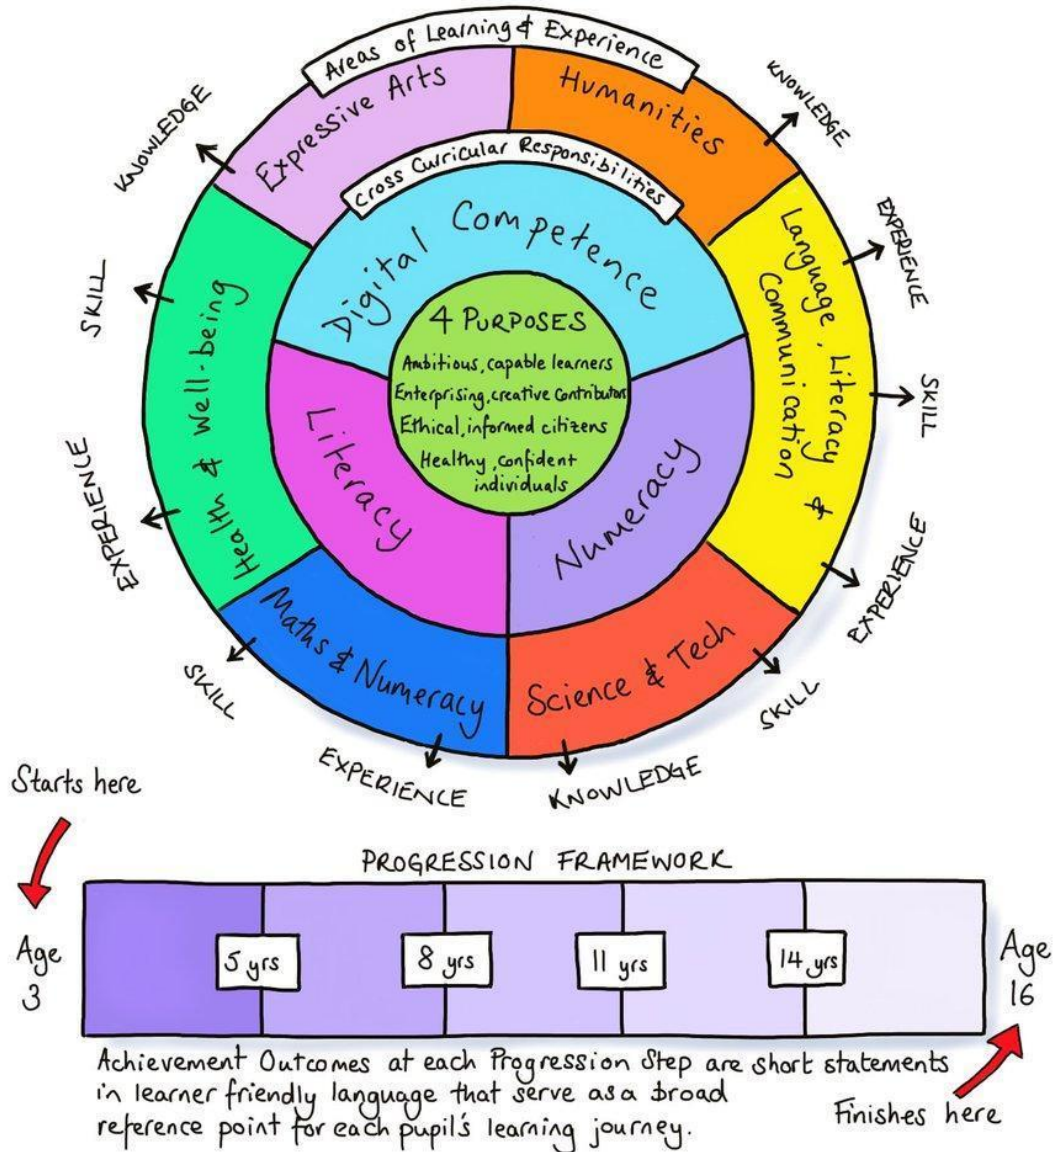 Areas of Learning & Experience
Expressive Arts
Humanities
KNOWLEDGE
KNOWLEDGE
Cross Curricular Responsibilities
Digital Competence
SKILL
EXPERIENCE
Health & Well-being
Language, Literacy &
Communication
4 PURPOSES
Ambitious, capable learners
Enterprising, creative contributors
Ethical, informed citizens
Healthy, confident
individuals
SKILL
Literacy
Numeracy
EXPERIENCE
EXPERIENCE
Maths & Numeracy
Science & Tech
SKILL
SKILL
EXPERIENCE
KNOWLEDGE
Starts here
PROGRESSION FRAMEWORK
Age
3
5 yrs
8 yrs
11 yrs
14 yrs
Age
16
Achievement Outcomes at each Progression Step are short statements
in learner friendly language that serve as a broad
reference point for each pupil's learning journey.
Finishes here